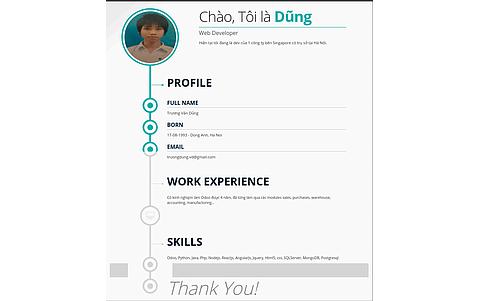 Chào, Tôi là Dũng
Web Developer
Hiện tại tôi đang là dev của 1 công ty bên Singapore có trụ sở tại Hà Nội.
PROFILE
FULL NAME
Trương Văn Dũng
BORN
17-08-1993 - Dong Anh, Ha Noi
EMAIL
truongdung.vd@gmail.com
WORK EXPERIENCE
Có kinh nghiệm làm Odoo được 4 năm, đã từng làm qua các modules sales, purchases, warehouse,
accounting, manufacturing...
SKILLS
Odoo, Python, Java, Php, Nodejs, Reactjs, Angularjs, Jquery, Html5, css, SQLServer, MongoDB, Postgresql
Thank You!